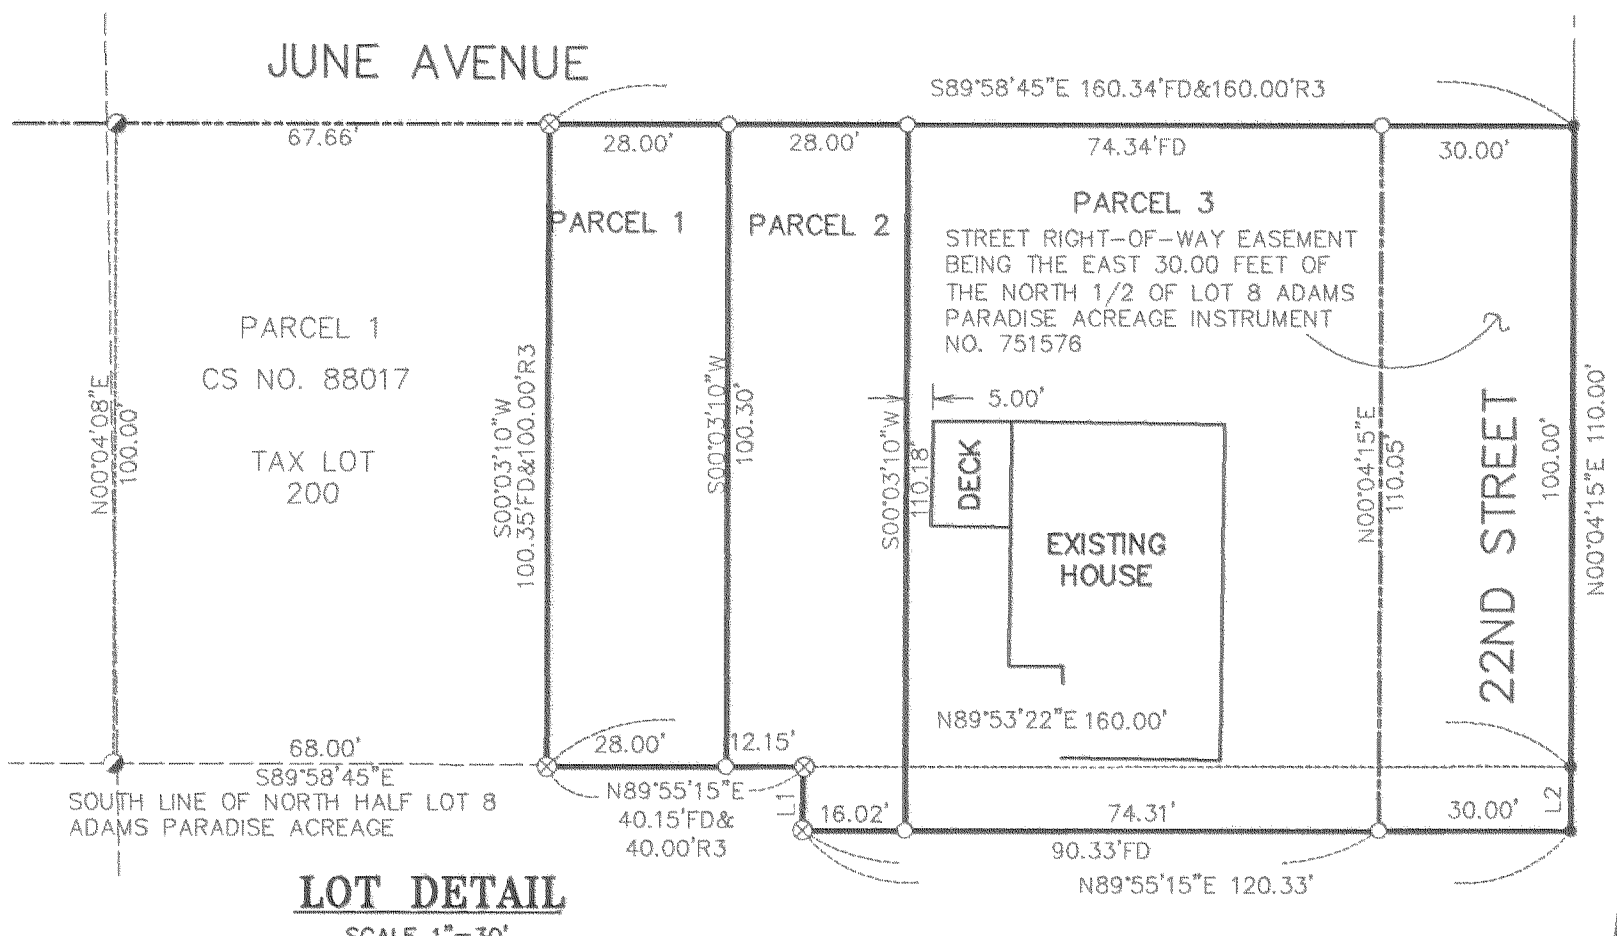 JUNE AVENUE
S89°58'45"E 160.34'FD&160.00'R3
67.66'
28.00'
28.00'
74.34'FD
30.00'
PARCEL 1
PARCEL 2
PARCEL 3
STREET RIGHT-OF-WAY EASEMENT
BEING THE EAST 30.00 FEET OF
THE NORTH 1/2 OF LOT 8 ADAMS
PARADISE ACREAGE INSTRUMENT
NO. 751576
PARCEL 1
CS NO. 88017
TAX LOT
200
N00°04'08"E
100.00'
S00°03'10"W
100.35'FD&100.00'R3
S00°03'10"W
100.30'
S00°03'10"W
110.18'
5.00'
DECK
EXISTING
HOUSE
N00°04'15"E
110.05'
22ND STREET
100.00'
N00°04'15"E 110.00'
N89°53'22"E 160.00'
68.00'
S89°58'45"E
SOUTH LINE OF NORTH HALF LOT 8
ADAMS PARADISE ACREAGE
28.00'
12.15'
N89°55'15"E
40.15'FD&
40.00'R3
L1
16.02'
74.31'
30.00'
L2
90.33'FD
N89°55'15"E 120.33'
LOT DETAIL
SCALE 1"=30'